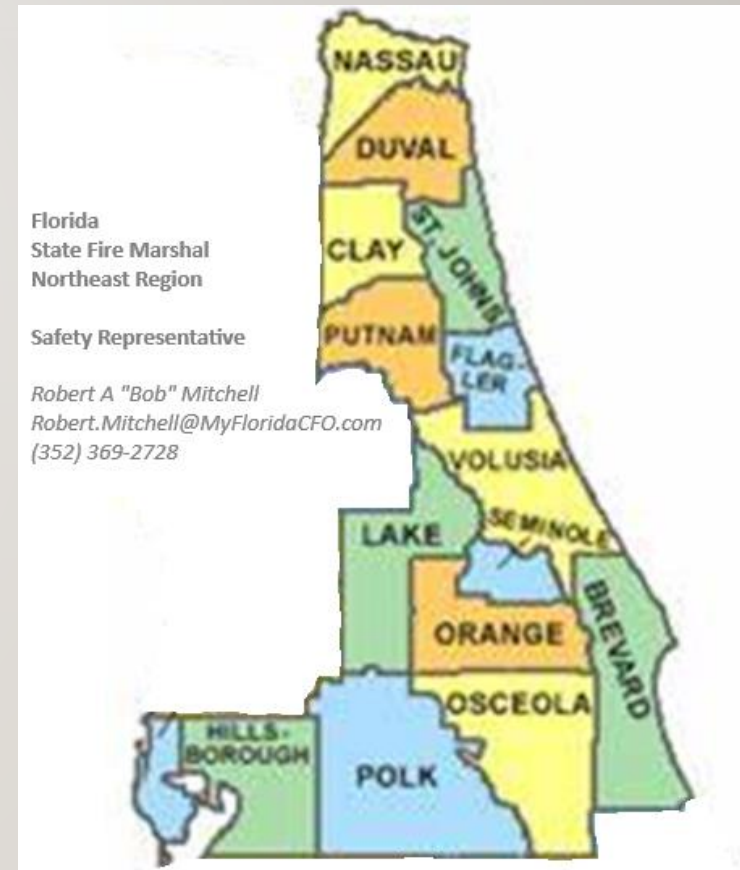 NASSAU
DUVAL
Florida
State Fire Marshal
Northeast Region
CLAY
ST. JOHNS
Safety Representative
PUTNAM
FLAG-
LER
Robert A "Bob" Mitchell
Robert.Mitchell@MyFloridaCFO.com
(352) 369-2728
VOLUSIA
SEMINOLE
LAKE
BREVARD
ORANGE
OSCEOLA
HILLS-
BOROUGH
POLK